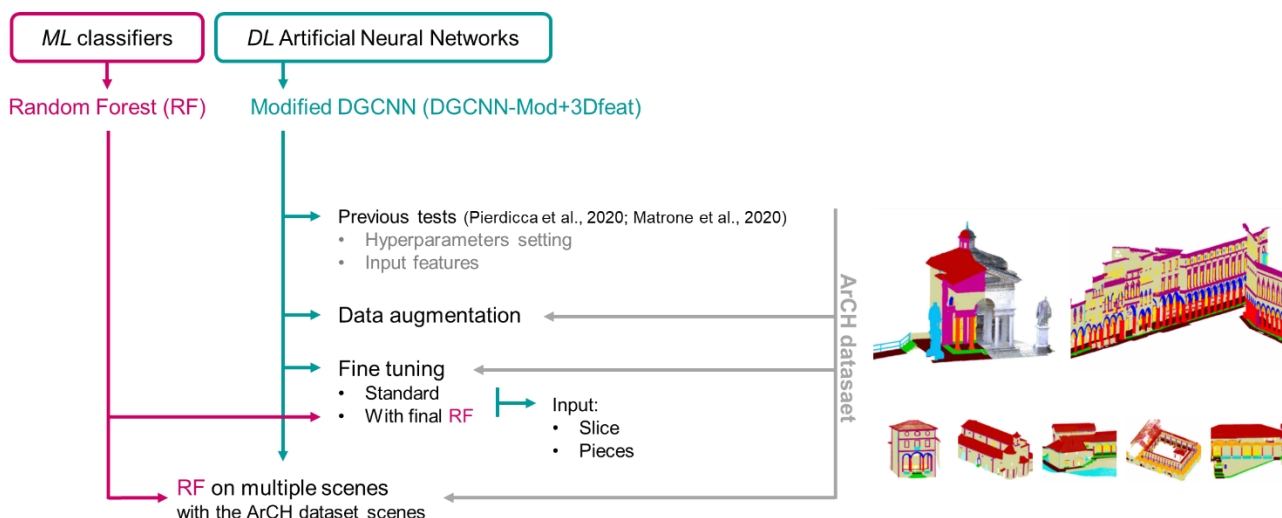 ML classifiers
DL Artificial Neural Networks
Random Forest (RF)
Modified DGCNN (DGCNN-Mod+3Dfeat)
Previous tests (Pierdicca et al., 2020; Matrone et al., 2020)
• Hyperparameters setting
• Input features
Data augmentation
Fine tuning
• Standard
• With final RF
Input:
• Slice
• Pieces
RF on multiple scenes
with the ArCH dataset scenes
ArCH datasaet